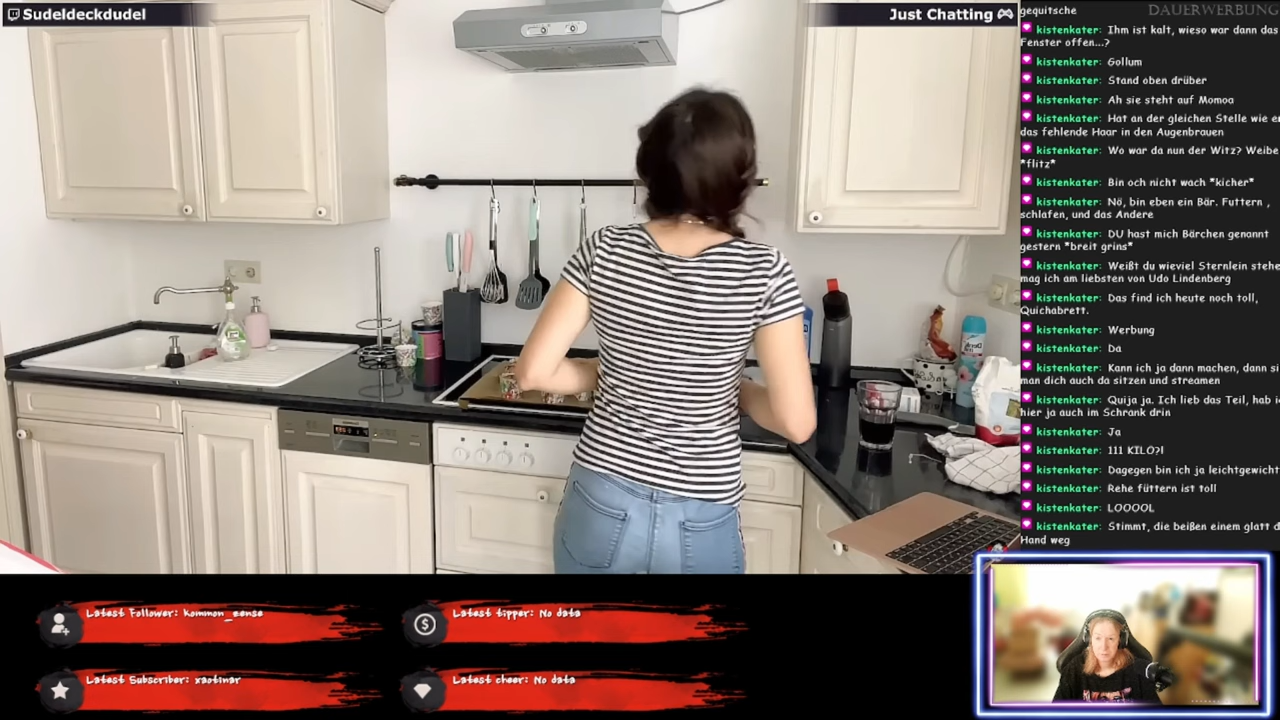 Sudeldeckdudel
Just Chatting
gequitsche
DAUERWERBUNG
kistenkater: Ihm ist kalt, wieso war dann das
Fenster offen...?
kistenkater: Gollum
kistenkater: Stand oben drüber
kistenkater: Ah sie steht auf Momoa
kistenkater: Hat an der gleichen Stelle wie er
das fehlende Haar in den Augenbrauen
kistenkater: Wo war da nun der Witz? Weibe
*flitz*
kistenkater: Bin och nicht wach *kicher*
kistenkater: Nö, bin eben ein Bär. Futtern ,
schlafen, und das Andere
kistenkater: DU hast mich Bärchen genannt
gestern *breit grins*
kistenkater: Weißt du wieviel Sternlein stehe
mag ich am liebsten von Udo Lindenberg
kistenkater: Das find ich heute noch toll,
Quichabrett.
kistenkater: Werbung
kistenkater: Da
kistenkater: Kann ich ja dann machen, dann si
man dich auch da sitzen und streamen
kistenkater: Quija ja. Ich lieb das Teil, hab i
hier ja auch im Schrank drin
kistenkater: Ja
kistenkater: 111 KILO?!
kistenkater: Dagegen bin ich ja leichtgewicht
kistenkater: Rehe füttern ist toll
kistenkater: LOOOOL
kistenkater: Stimmt, die beißen einem glatt d
Hand weg
Latest Follower: Kommon_zense
Latest tipper: No data
Latest Subscriber: xaotinar
Latest cheer: No data